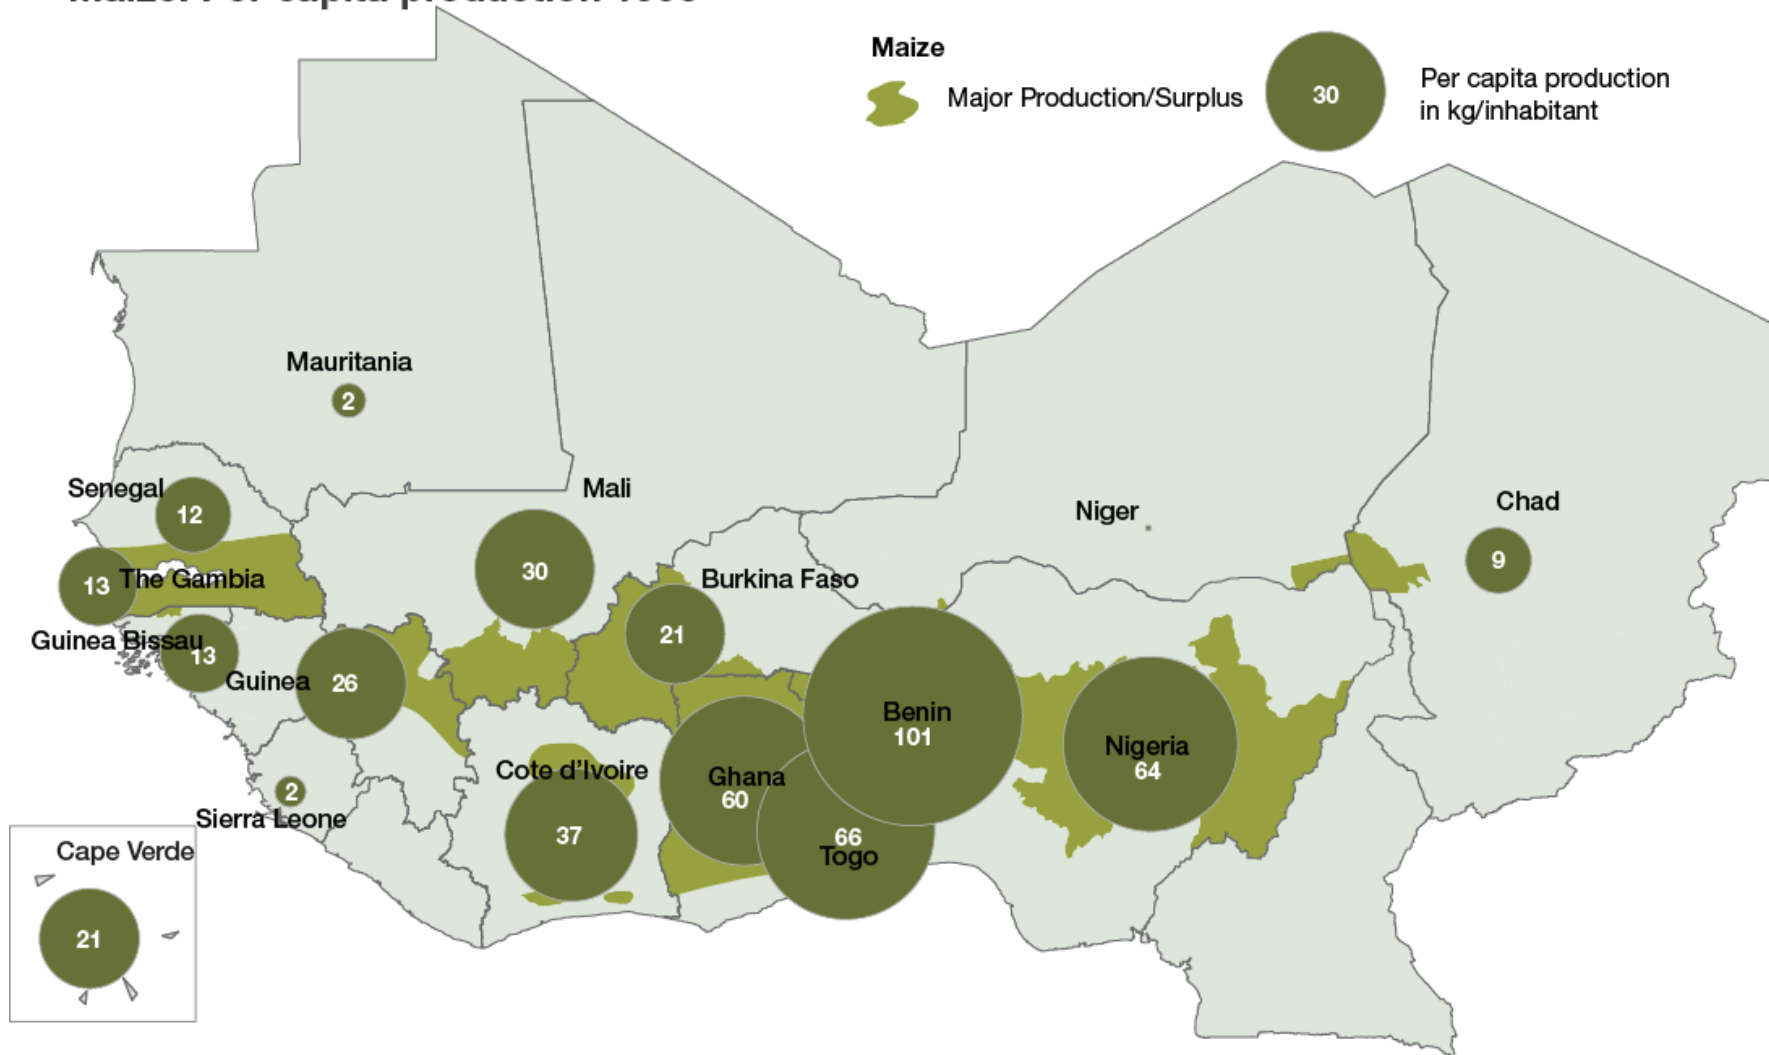 Maize
Major Production/Surplus
30
Per capita production
in kg/inhabitant
Mauritania
2
Senegal
12
Mali
30
Niger
Chad
9
13
The Gambia
Burkina Faso
21
Guinea Bissau
13
Guinea
26
Benin
101
Nigeria
64
Cote d'Ivoire
37
Ghana
60
66
Togo
2
Sierra Leone
Cape Verde
21